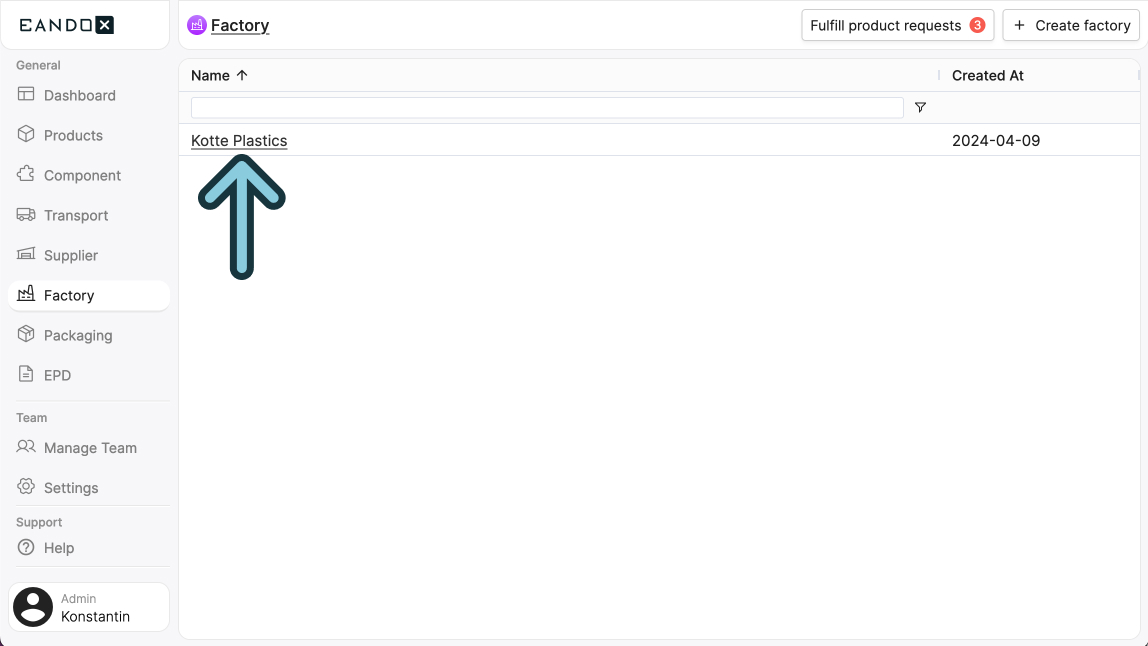 EANDOX
General
Dashboard
Products
Component
Transport
Supplier
Factory
Packaging
EPD
Team
Manage Team
Settings
Support
Help
Admin
Konstantin
Factory
Fulfill product requests 3
+ Create factory
Name ↑ Created At
Kotte Plastics 2024-04-09